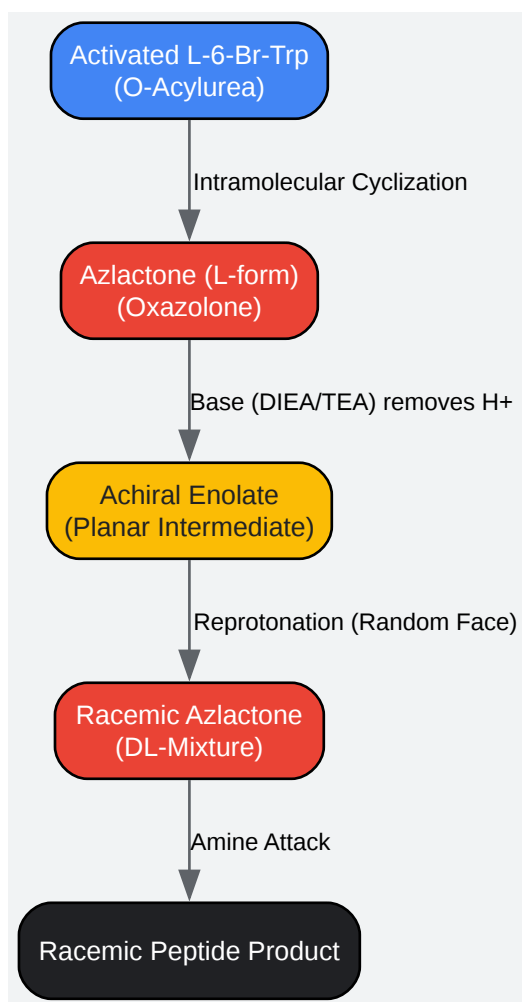 Activated L-6-Br-Trp
(O-Acylurea)
Intramolecular Cyclization
Azlactone (L-form)
(Oxazolone)
Base (DIEA/TEA) removes H+
Achiral Enolate
(Planar Intermediate)
Reprotonation (Random Face)
Racemic Azlactone
(DL-Mixture)
Amine Attack
Racemic Peptide Product